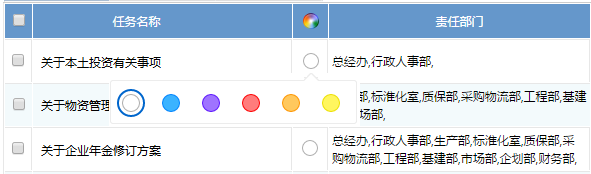 任务名称
责任部门
关于本土投资有关事项
总经办,行政人事部,
关于物资管理
部,标准化室,质保部,采购物流部,工程部,基建
场部,
关于企业年金修订方案
总经办,行政人事部,生产部,标准化室,质保部,采
购物流部,工程部,基建部,市场部,企划部,财务部,